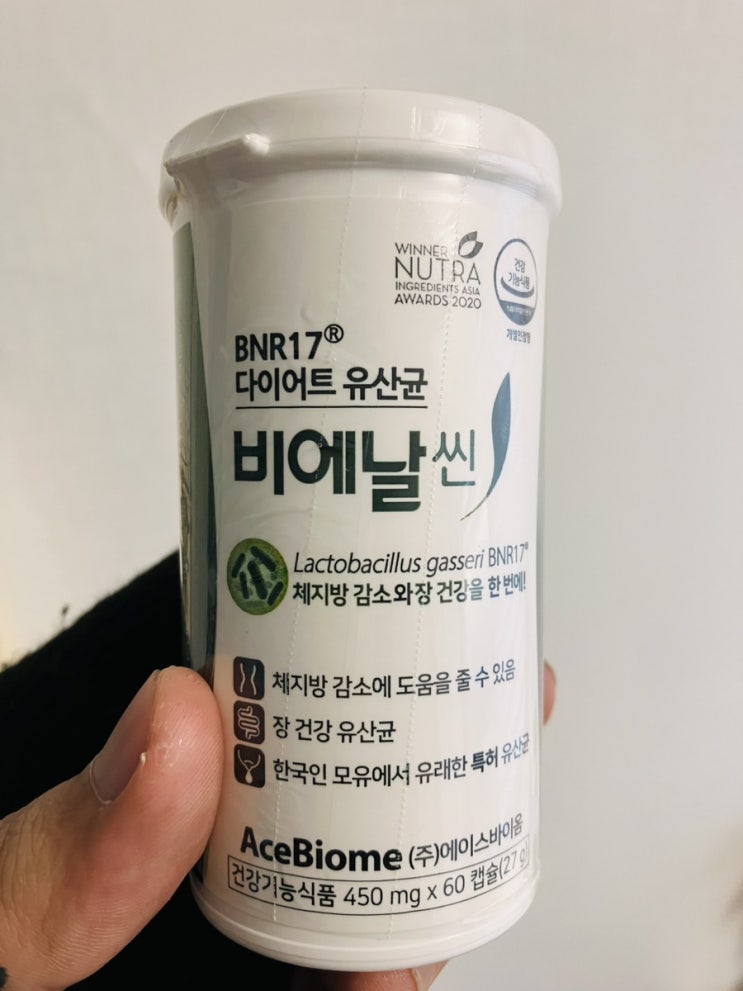 WINNER
NUTRA
INGREDIENTS ASIA
AWARDS 2020
건강
기능식품
개별인정형
BNR17®
다이어트 유산균
비에날씬
Lactobacillus gasseri BNR17®
체지방 감소와 장 건강을 한 번에!
체지방 감소에 도움을 줄 수 있음
장 건강 유산균
한국인 모유에서 유래한 특허 유산균
AceBiome (주)에이스바이옴
건강기능식품 450 mg x 60 캡슐(27 g)